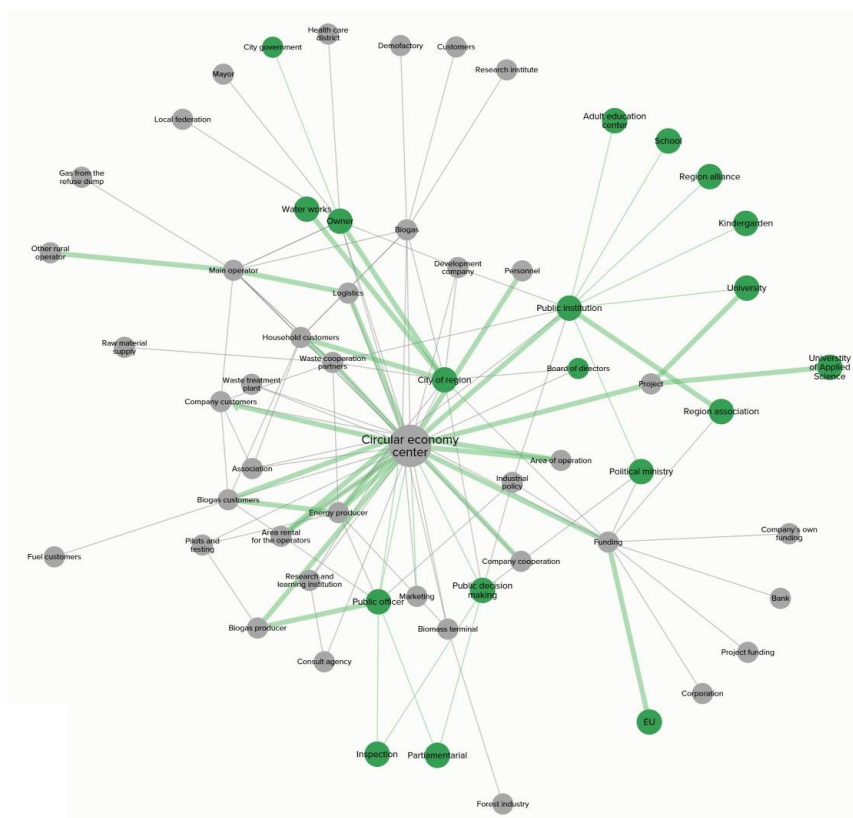 Health care
district
City government
Demofactory
Customers
Research institute
Mayor
Local federation
Adult education
center
School
Gas from the
refuse dump
Region alliance
Water works
Owner
Kindergarden
Biogas
Other rural
operator
Main operator
Development
company
Personnel
Logistics
University
Public institution
Household customers
Raw material
supply
Waste cooperation
partners
Universtity
of Applied
Science
Waste treatment
plant
City of region
Board of directors
Project
Company customers
Region association
Circular economy
center
Association
Area of operation
Political ministry
Industrial
policy
Biogas customers
Energy producer
Company's own
funding
Pilots and
testing
Area rental
for the operators
Funding
Fuel customers
Company cooperation
Research and
learning institution
Public officer
Marketing
Public decision
making
Bank
Biogas producer
Biomass terminal
Project funding
Consult agency
Corporation
EU
Inspection
Partiamentarial
Forest industry